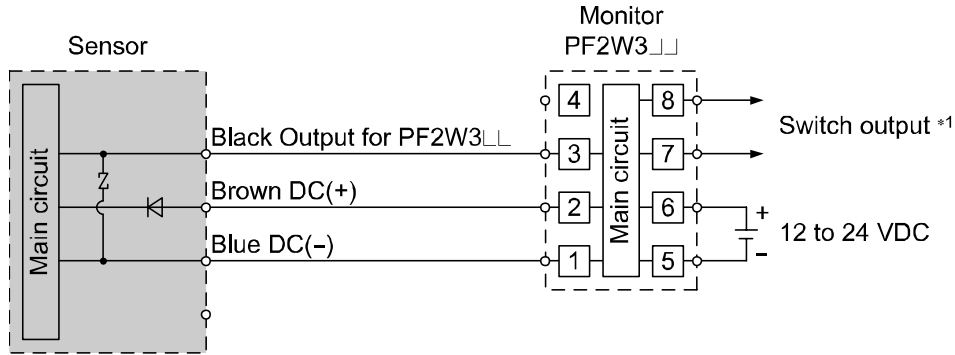 Sensor
Monitor
PF2W3□□
Main circuit
Black Output for PF2W3□□
Brown DC(+)
Blue DC(−)
4
3
2
1
Main circuit
8
7
6
5
Switch output *1
+
12 to 24 VDC
−